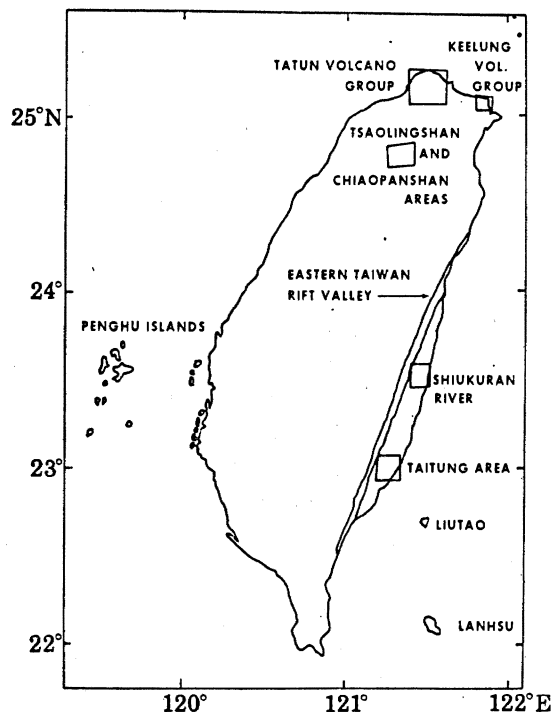 TATUN VOLCANO
GROUP
KEELUNG
VOL.
GROUP
25°N
TSAOLINGSHAN
AND
CHIAOPANSHAN
AREAS
EASTERN TAIWAN
RIFT VALLEY
24°
PENGHU ISLANDS
SHIUKURAN
RIVER
23°
TAITUNG AREA
LIUTAO
LANHSU
22°
120°
121°
122°E